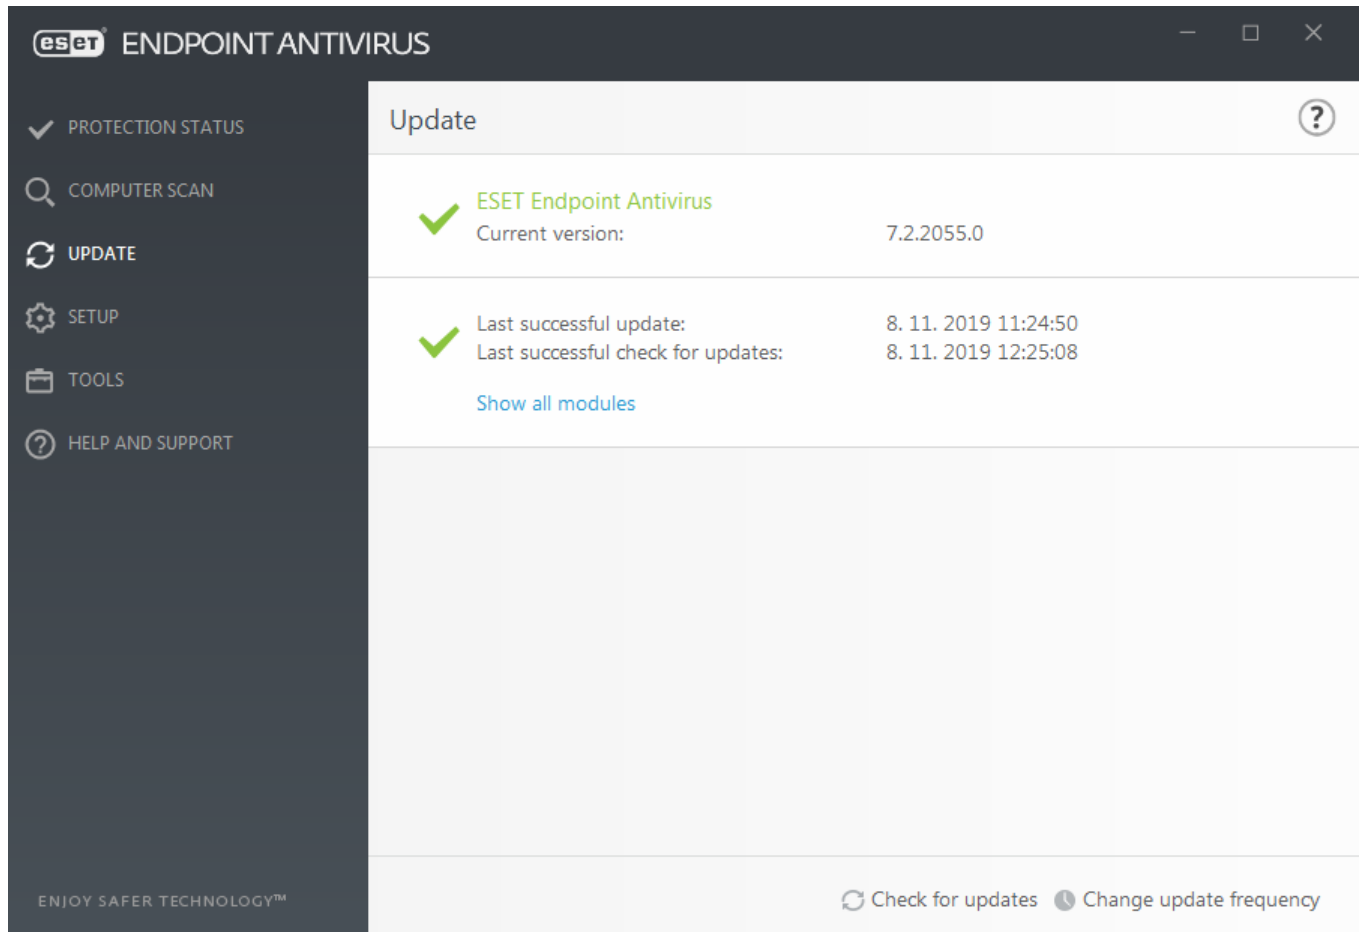 eset ENDPOINT ANTIVIRUS
PROTECTION STATUS
COMPUTER SCAN
UPDATE
SETUP
TOOLS
HELP AND SUPPORT
ENJOY SAFER TECHNOLOGY™
Update
?
ESET Endpoint Antivirus
Current version: 7.2.2055.0
Last successful update: 8. 11. 2019 11:24:50
Last successful check for updates: 8. 11. 2019 12:25:08
Show all modules
Check for updates Change update frequency